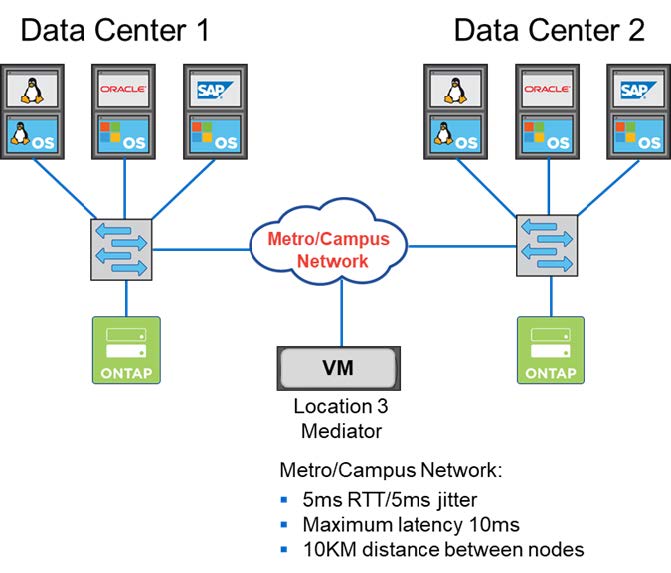 Data Center 1
Data Center 2
ORACLE
SAP
ORACLE
SAP
OS
OS
OS
OS
OS
OS
Metro/Campus
Network
ONTAP
VM
ONTAP
Location 3
Mediator
Metro/Campus Network:
5ms RTT/5ms jitter
Maximum latency 10ms
10KM distance between nodes